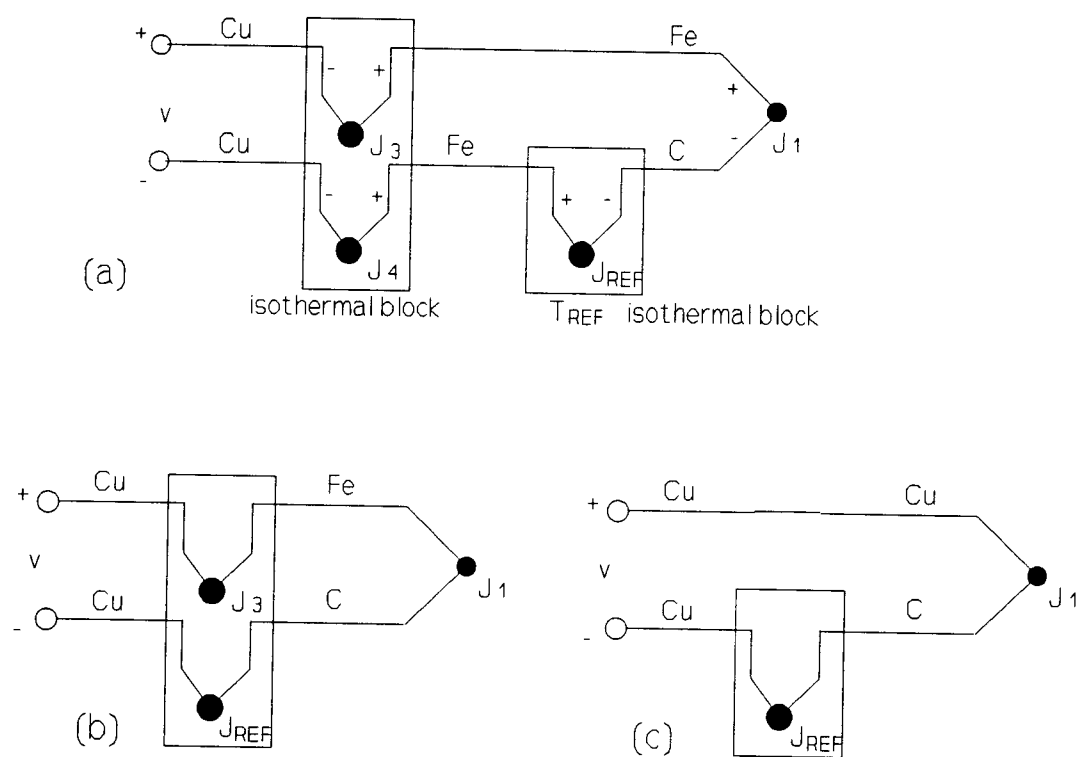 + Cu Fe
- + +
v J3 J1
Cu Fe C -
- - + + -
J4 JREF
(a)
isothermal block TREF isothermal block
+ Cu Fe
v J3 J1
- Cu C
JREF
(b)
+ Cu Cu
v J1
- Cu C
JREF
(c)